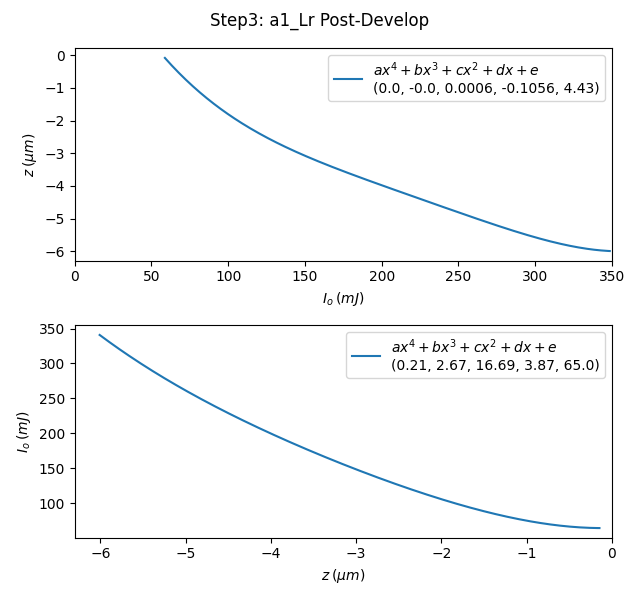 Step3: a1_Lr Post-Develop
0
−1
−2
−3
−4
−5
−6
z (μm)
ax⁴ + bx³ + cx² + dx + e
(0.0, -0.0, 0.0006, -0.1056, 4.43)
0 50 100 150 200 250 300 350
Iₒ (mJ)
350
300
250
200
150
100
Iₒ (mJ)
ax⁴ + bx³ + cx² + dx + e
(0.21, 2.67, 16.69, 3.87, 65.0)
−6 −5 −4 −3 −2 −1 0
z (μm)